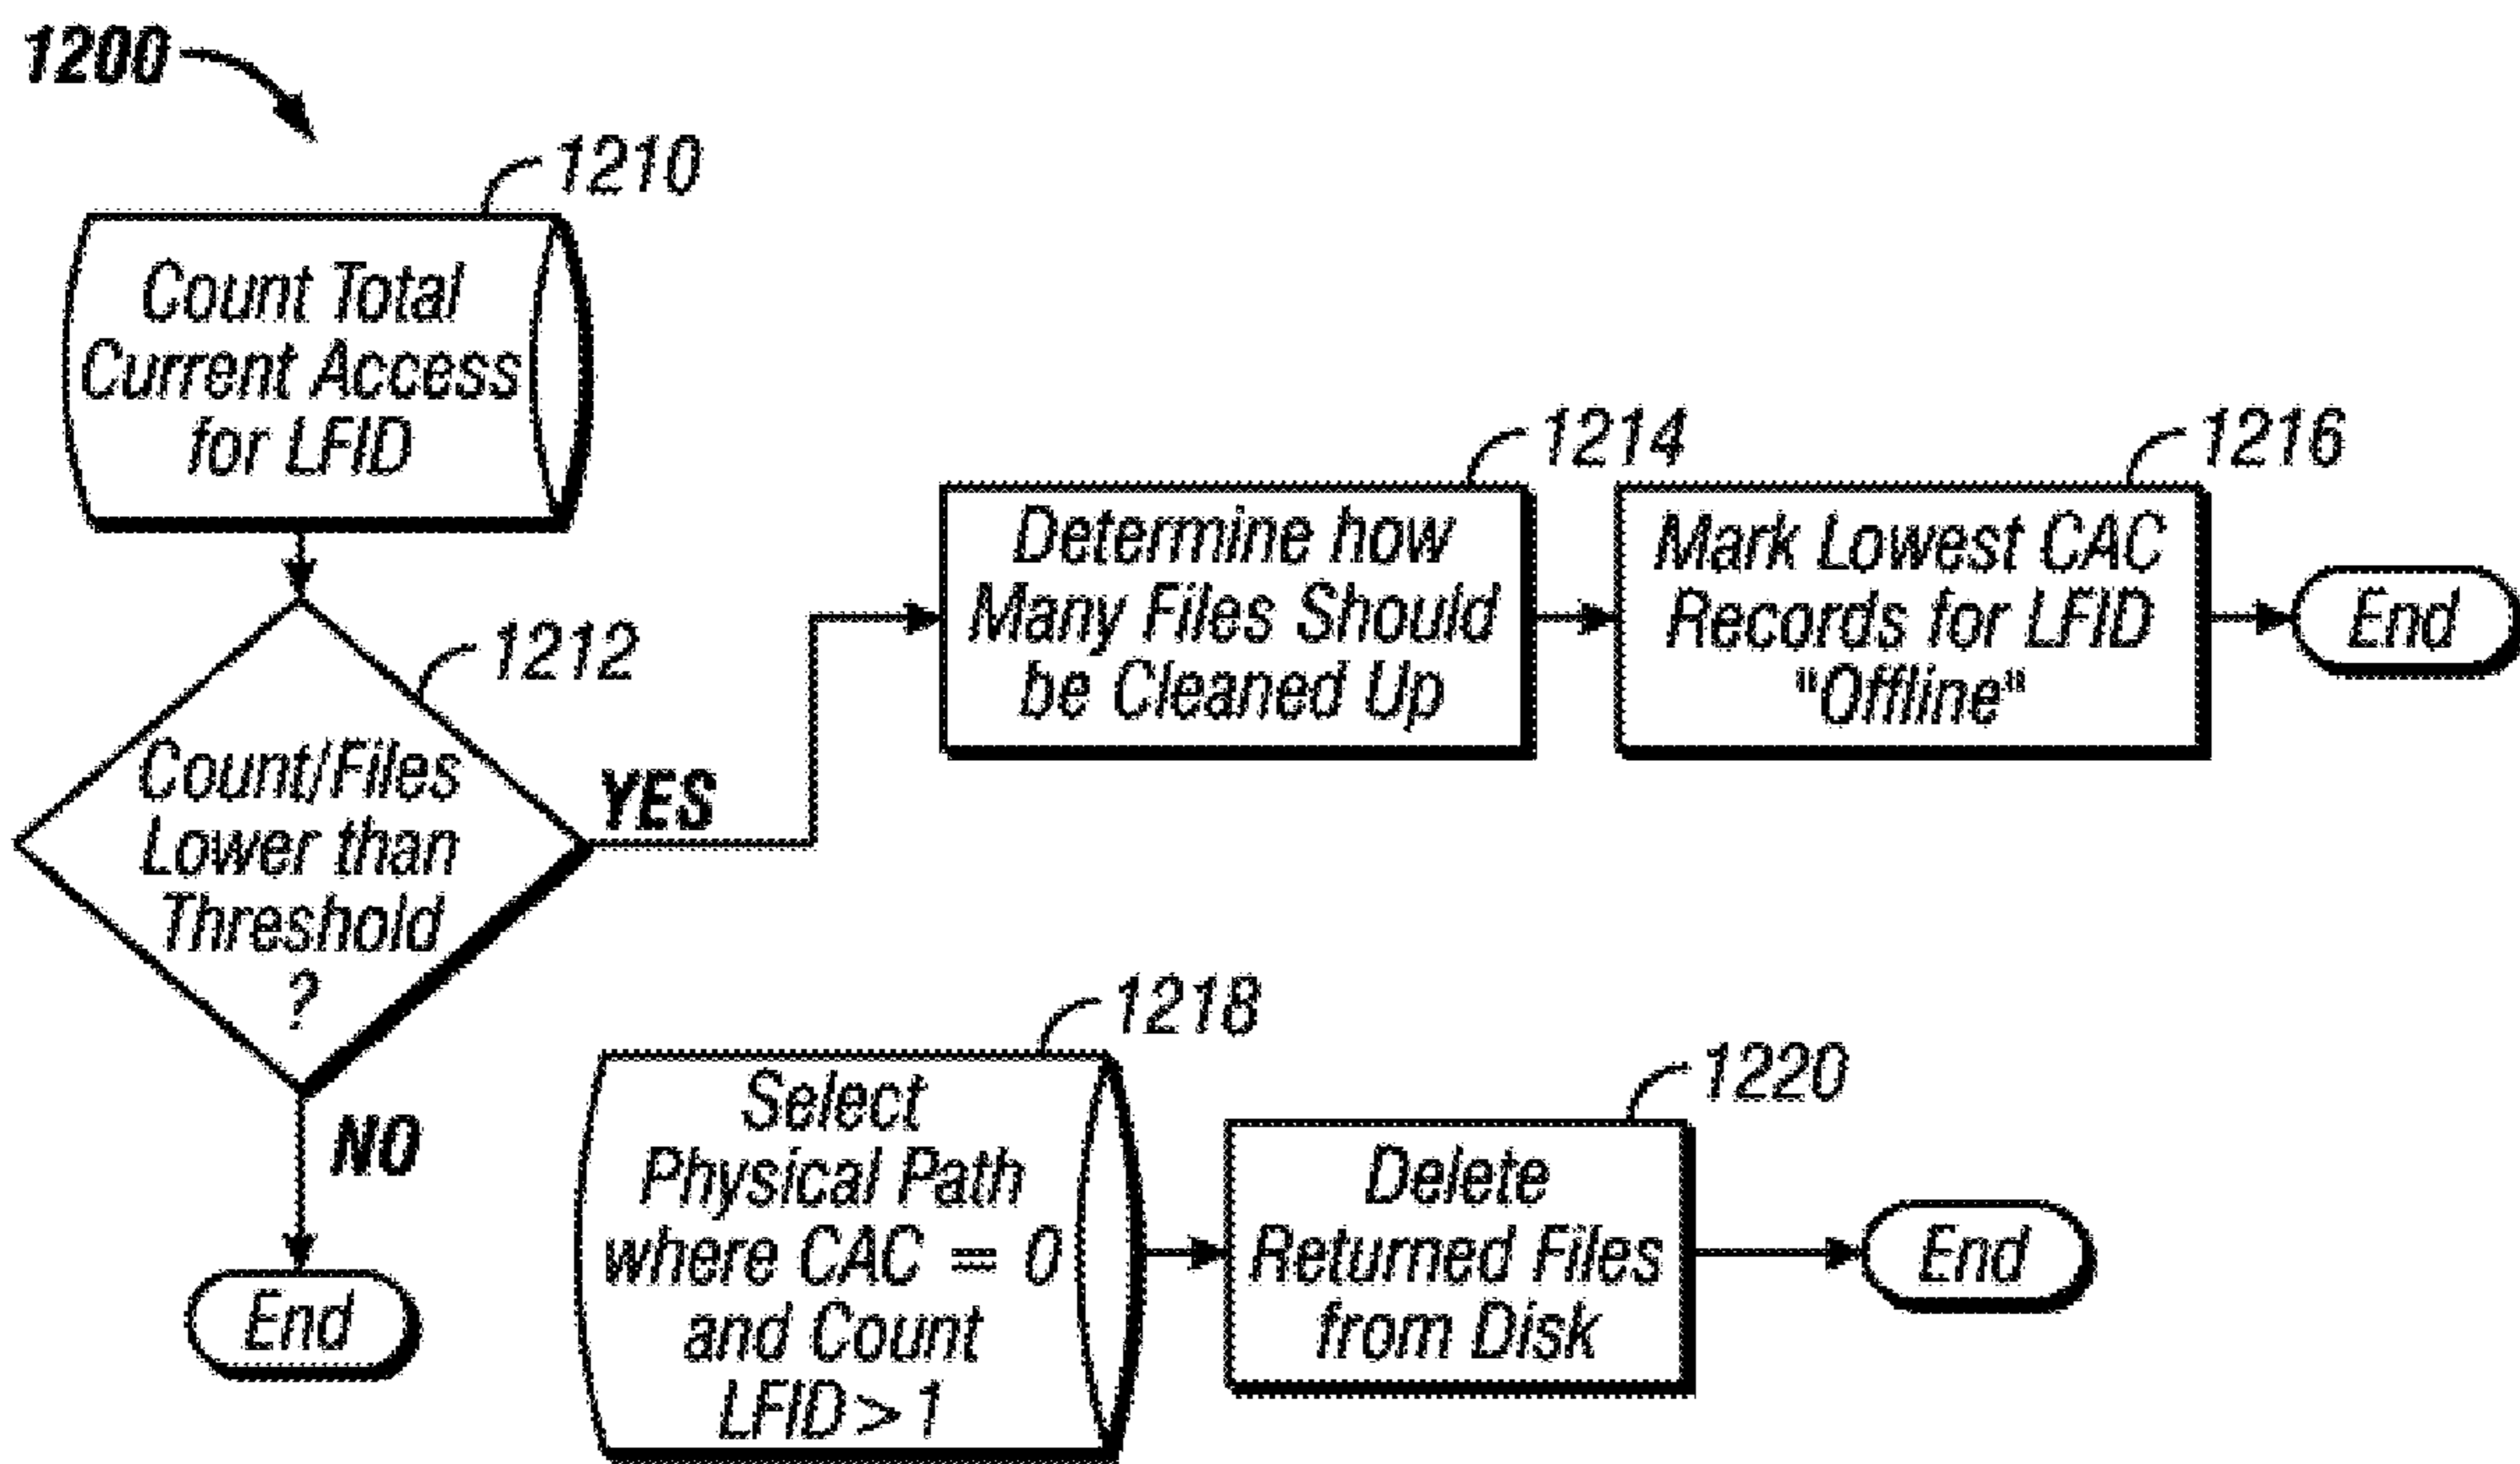 1200
1210
Count Total
Current Access
for LFID
1212
Count/Files
Lower than
Threshold
?
YES
NO
End
1214
Determine how
Many Files Should
be Cleaned Up
1216
Mark Lowest CAC
Records for LFID
"Offline"
End
1218
Select
Physical Path
where CAC = 0
and Count
LFID > 1
1220
Delete
Returned Files
from Disk
End